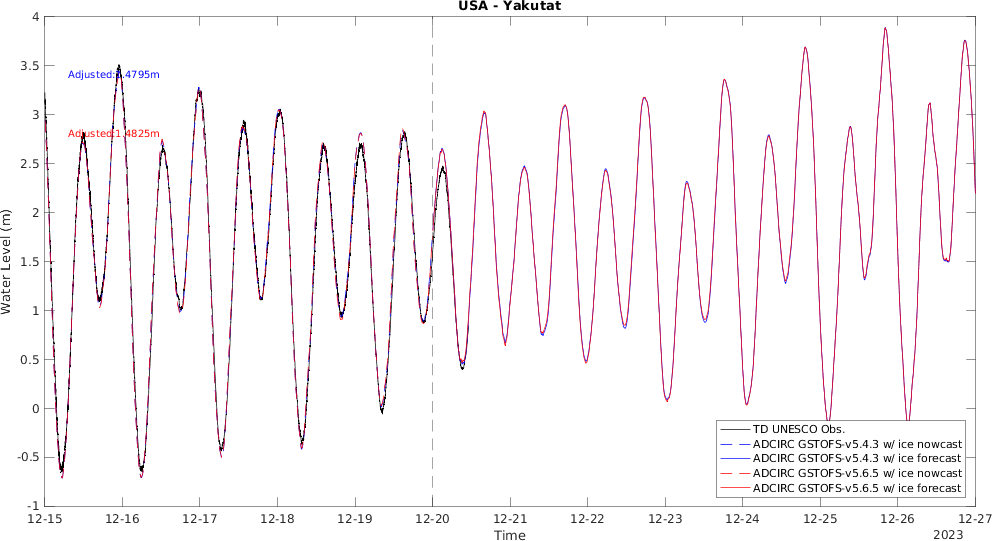 USA - Yakutat
4
3.5
3
2.5
2
1.5
1
0.5
0
-0.5
-1
Water Level (m)
Adjusted:1.4795m
Adjusted:1.4825m
TD UNESCO Obs.
ADCIRC GSTOFS-v5.4.3 w/ ice nowcast
ADCIRC GSTOFS-v5.4.3 w/ ice forecast
ADCIRC GSTOFS-v5.6.5 w/ ice nowcast
ADCIRC GSTOFS-v5.6.5 w/ ice forecast
12-15 12-16 12-17 12-18 12-19 12-20 12-21 12-22 12-23 12-24 12-25 12-26 12-27
Time
2023